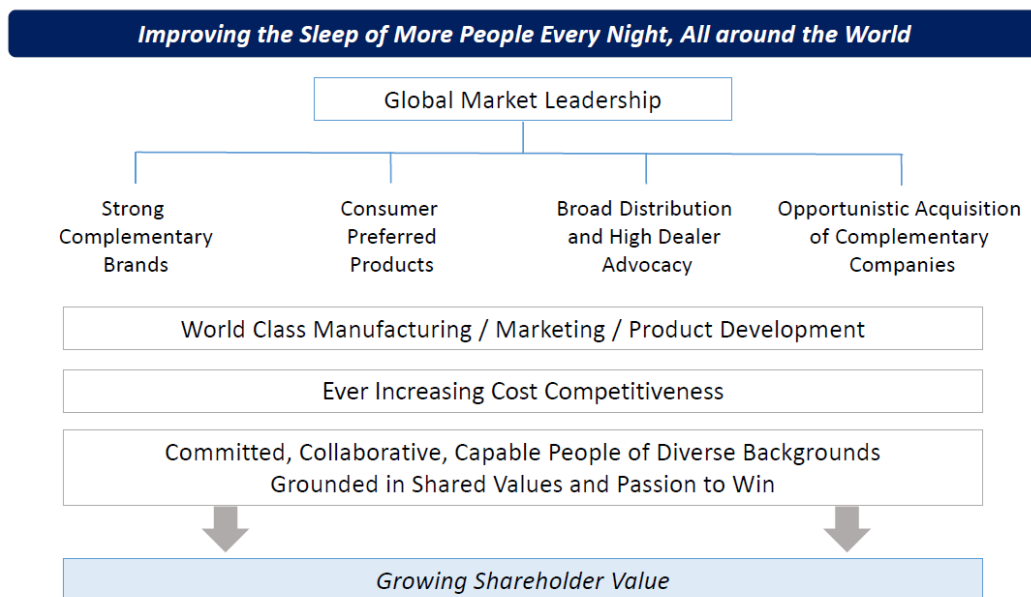 Improving the Sleep of More People Every Night, All around the World
Global Market Leadership
Strong
Complementary
Brands
Consumer
Preferred
Products
Broad Distribution
and High Dealer
Advocacy
Opportunistic Acquisition
of Complementary
Companies
World Class Manufacturing / Marketing / Product Development
Ever Increasing Cost Competitiveness
Committed, Collaborative, Capable People of Diverse Backgrounds
Grounded in Shared Values and Passion to Win
Growing Shareholder Value